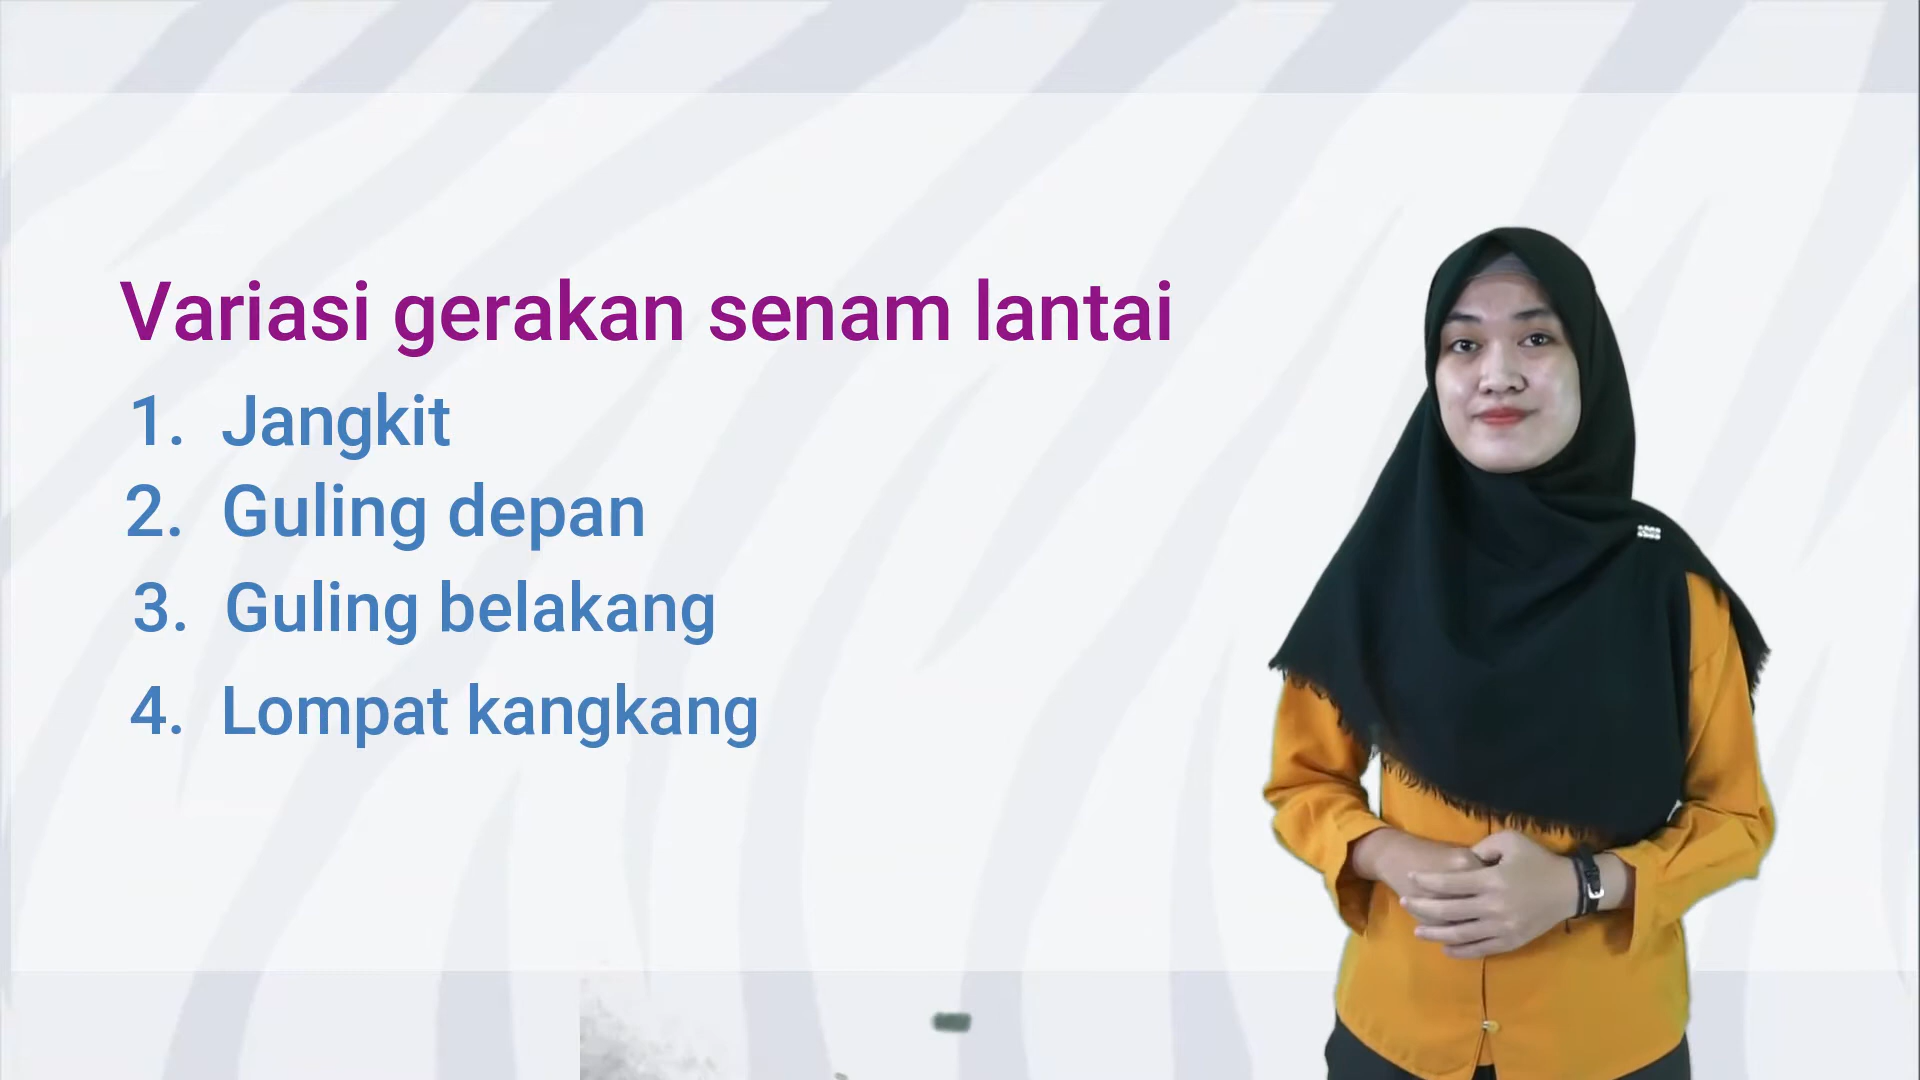 Variasi gerakan senam lantai
1. Jangkit
2. Guling depan
3. Guling belakang
4. Lompat kangkang